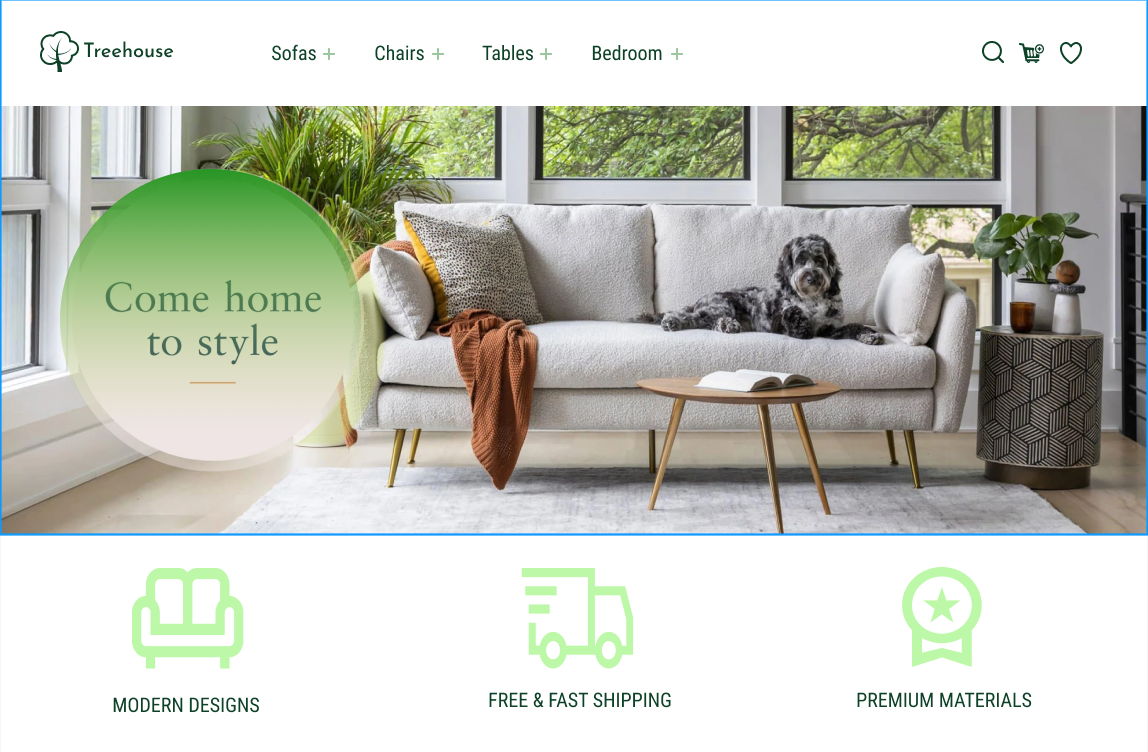 Treehouse
Sofas + Chairs + Tables + Bedroom +
Come home
to style
MODERN DESIGNS
FREE & FAST SHIPPING
PREMIUM MATERIALS